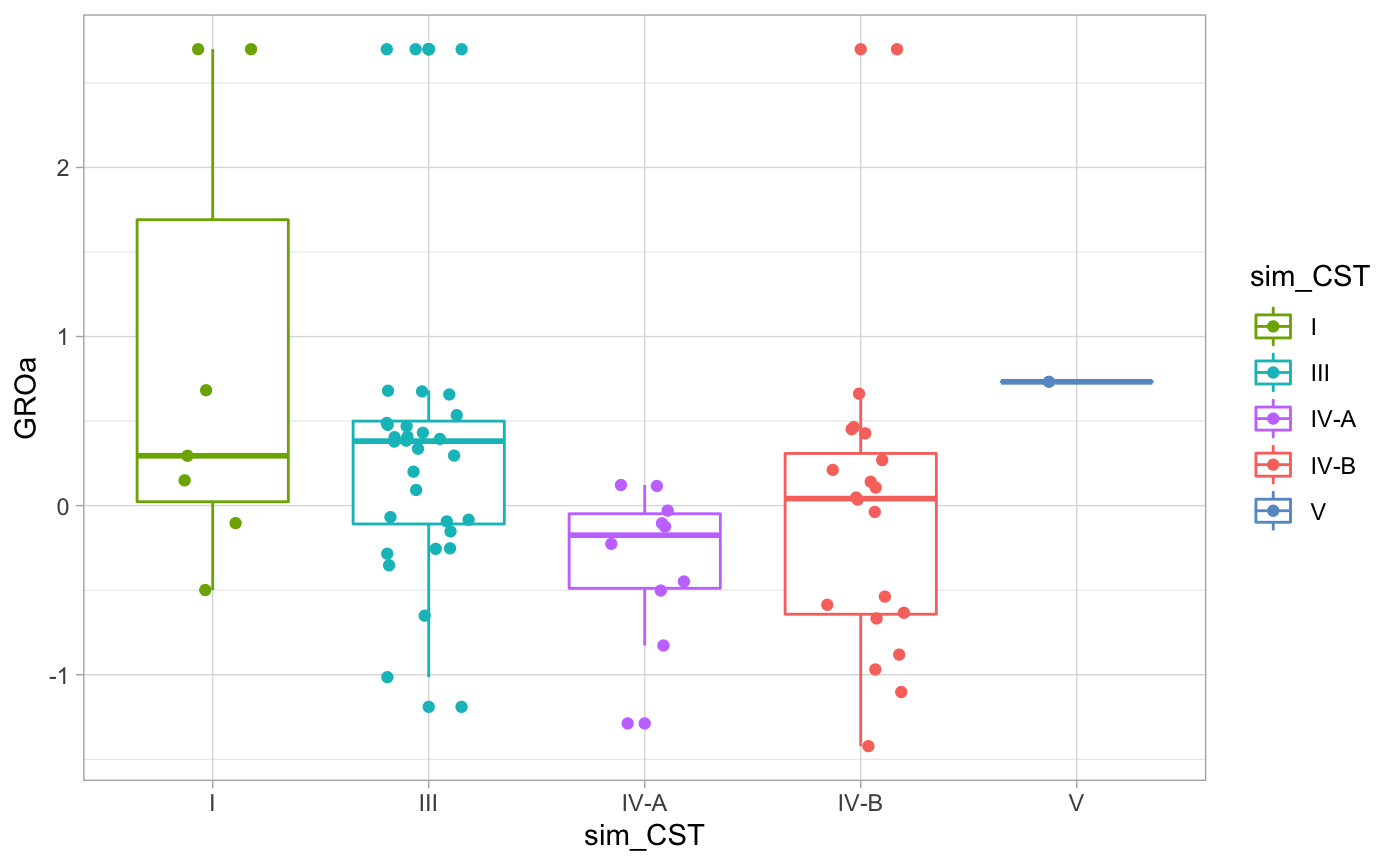 GROa
2
1
0
-1
I III IV-A IV-B V
sim_CST
sim_CST
I
III
IV-A
IV-B
V